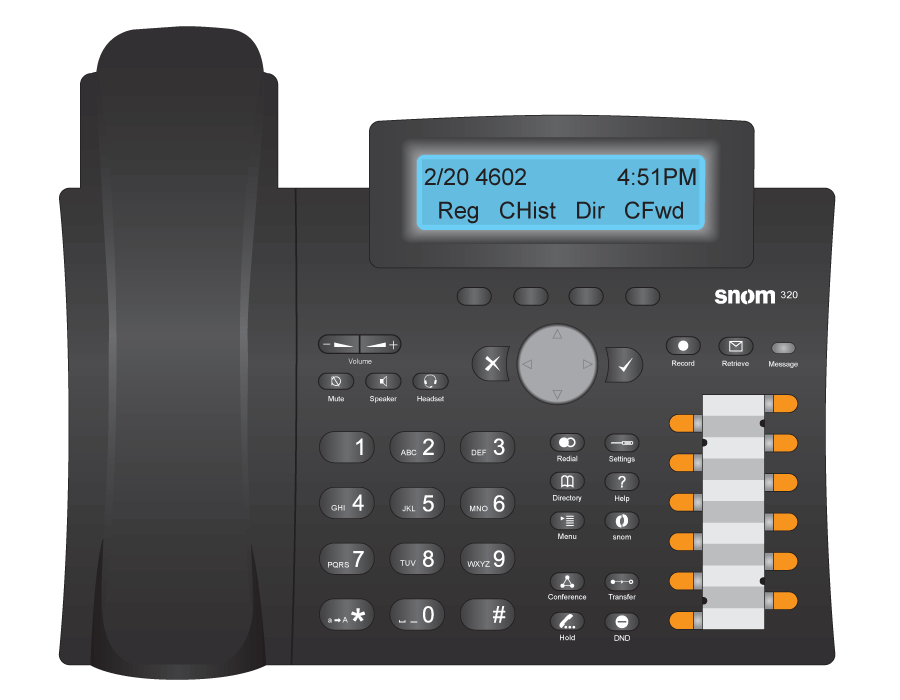 2/20 4602 4:51PM
Reg CHist Dir CFwd
snom 320
− +
Volume
Record Retrieve Message
Mute Speaker Headset
1 ABC 2 DEF 3
Redial Settings
GHI 4 JKL 5 MNO 6
?
Directory Help
Menu snom
PQRS 7 TUV 8 WXYZ 9
Conference Transfer
a➡A * ⎵ _ 0 #
Hold DND